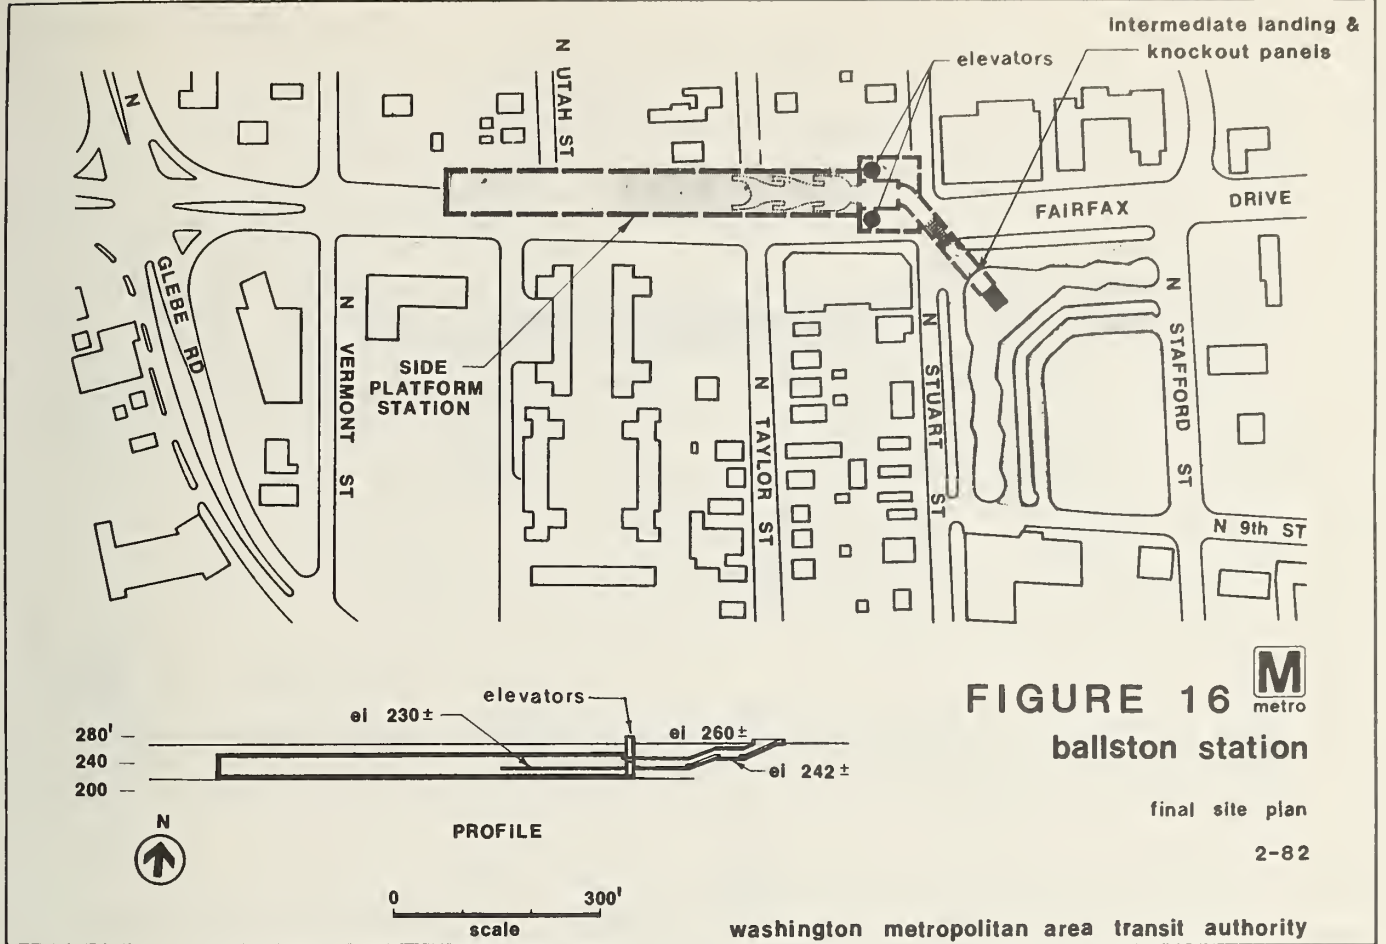 intermediate landing &
knockout panels
elevators
N UTAH ST
N
GLEBE RD
FAIRFAX
DRIVE
N VERMONT ST
SIDE
PLATFORM
STATION
N TAYLOR ST
N STUART ST
N STAFFORD ST
N 9th ST
elevators
el 230±
el 260±
el 242±
280'
240
200
N
PROFILE
0 300'
scale
FIGURE 16
M
metro
ballston station
final site plan
2-82
washington metropolitan area transit authority